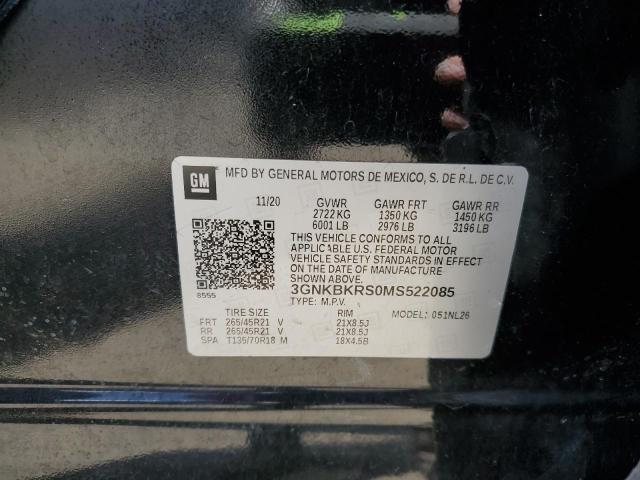 GM MFD BY GENERAL MOTORS DE MEXICO, S. DE R.L. DE C.V.
11/20 GVWR GAWR FRT GAWR RR
2722 KG 1350 KG 1450 KG
6001 LB 2976 LB 3196 LB
THIS VEHICLE CONFORMS TO ALL
APPLICABLE U.S. FEDERAL MOTOR
VEHICLE SAFETY STANDARDS IN EFFECT
ON THE DATE OF MANUFACTURE
SHOWN ABOVE.
8555 3GNKBKRS0MS522085
TYPE: M.P.V.
TIRE SIZE RIM MODEL: 051NL26
FRT 265/45R21 V 21X8.5J
RR 265/45R21 V 21X8.5J
SPA T135/70R18 M 18X4.5B